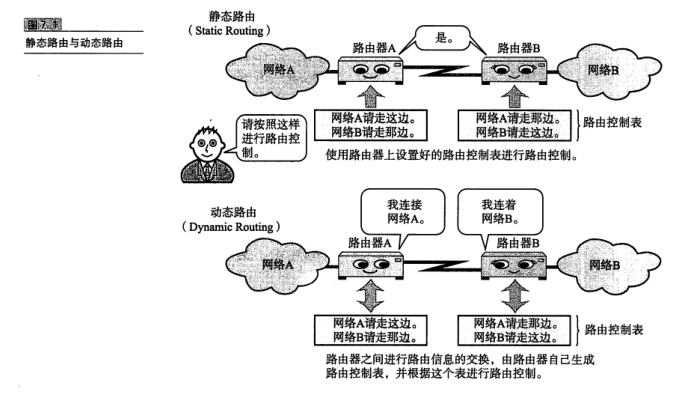 图7.1
静态路由与动态路由
静态路由
（Static Routing）
是。
路由器A
路由器B
网络A
网络B
网络A请走这边。
网络B请走那边。
网络A请走那边。
网络B请走这边。
路由控制表
请按照这样
进行路由控
制。
使用路由器上设置好的路由控制表进行路由控制。
动态路由
（Dynamic Routing）
我连接
网络A。
我连着
网络B。
路由器A
路由器B
网络A
网络B
网络A请走这边。
网络B请走那边。
网络A请走那边。
网络B请走这边。
路由控制表
路由器之间进行路由信息的交换，由路由器自己生成
路由控制表，并根据这个表进行路由控制。